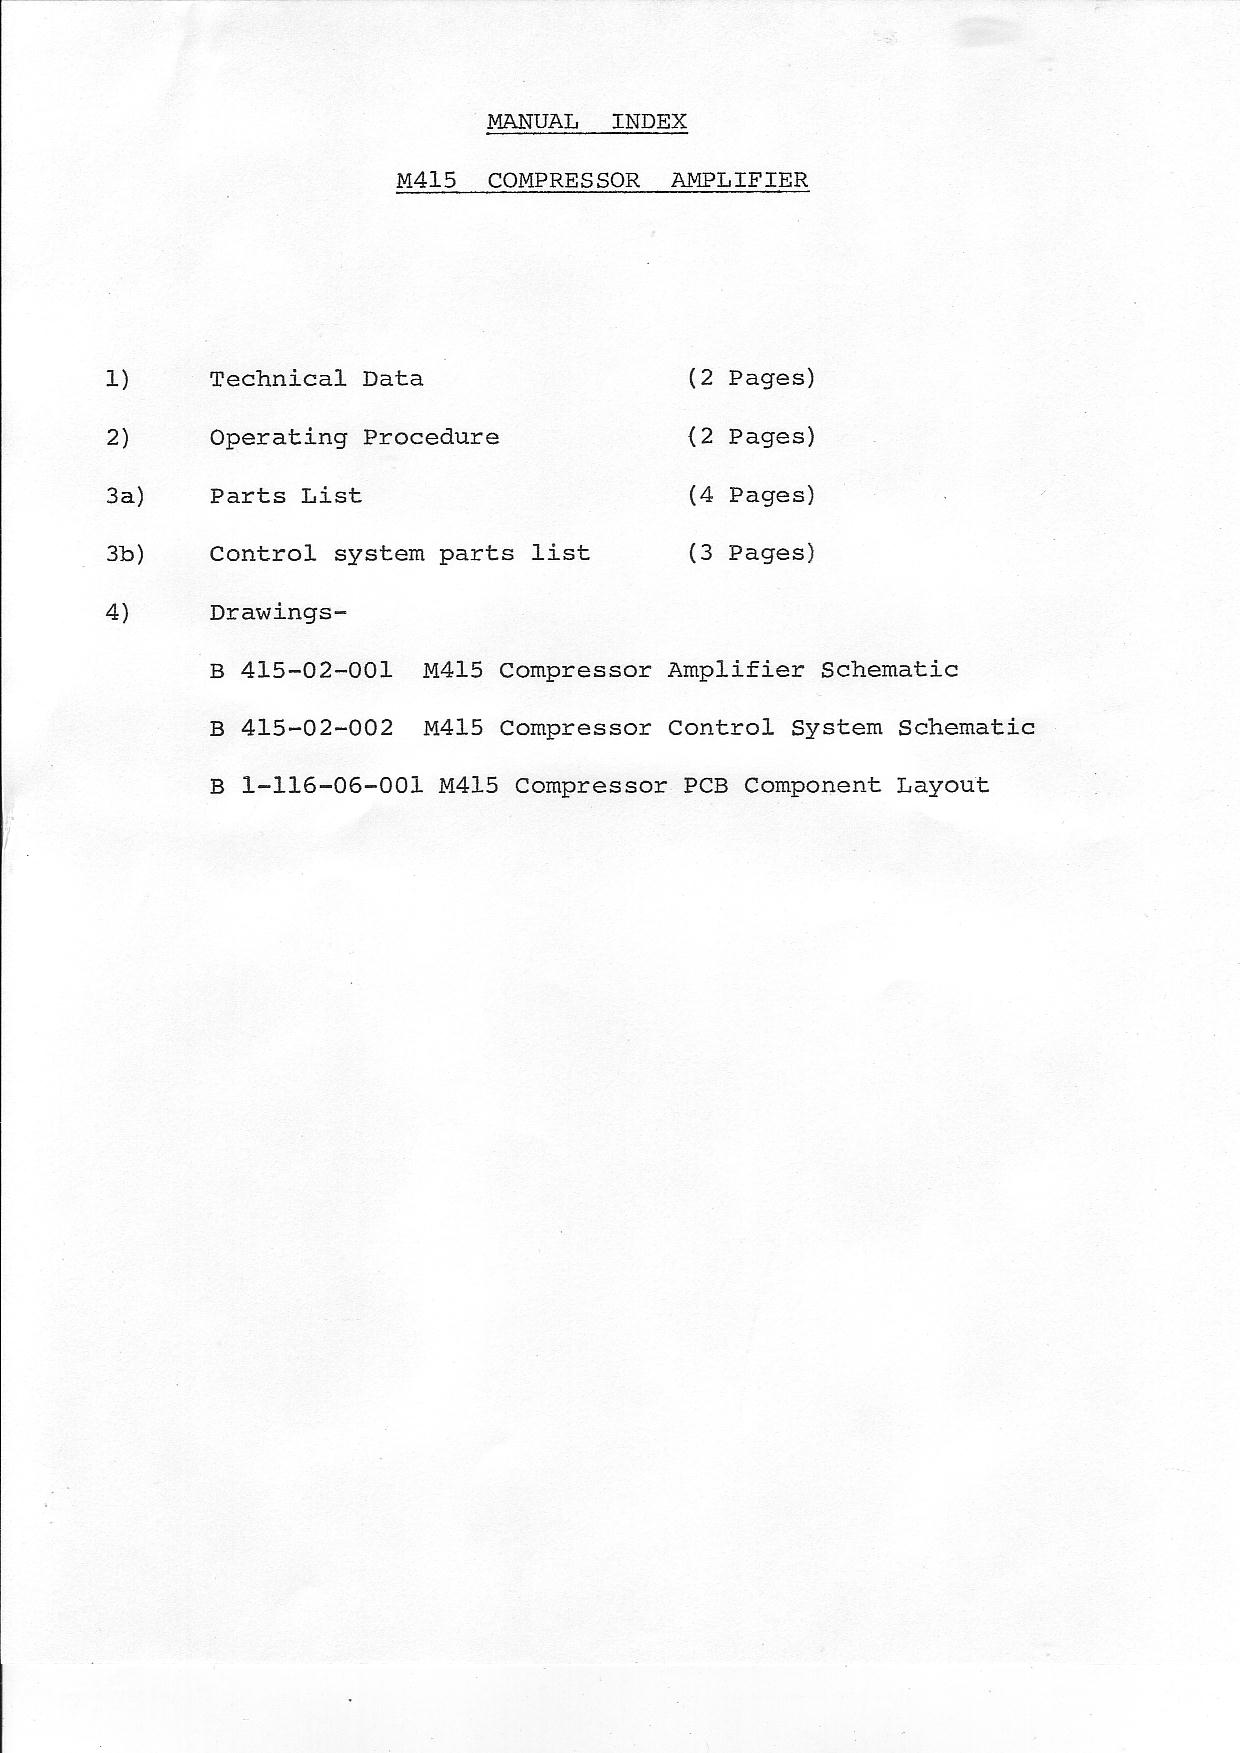 MANUAL INDEX
M415 COMPRESSOR AMPLIFIER
1) Technical Data (2 Pages)
2) Operating Procedure (2 Pages)
3a) Parts List (4 Pages)
3b) Control system parts list (3 Pages)
4) Drawings-
B 415-02-001 M415 Compressor Amplifier Schematic
B 415-02-002 M415 Compressor Control System Schematic
B 1-116-06-001 M415 Compressor PCB Component Layout